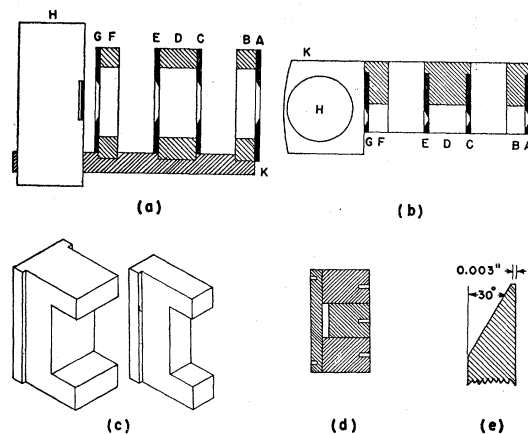 H
G F E D C B A
K
(a)
K
H
G F E D C B A
(b)
(c)
(d)
0.003"
30°
(e)